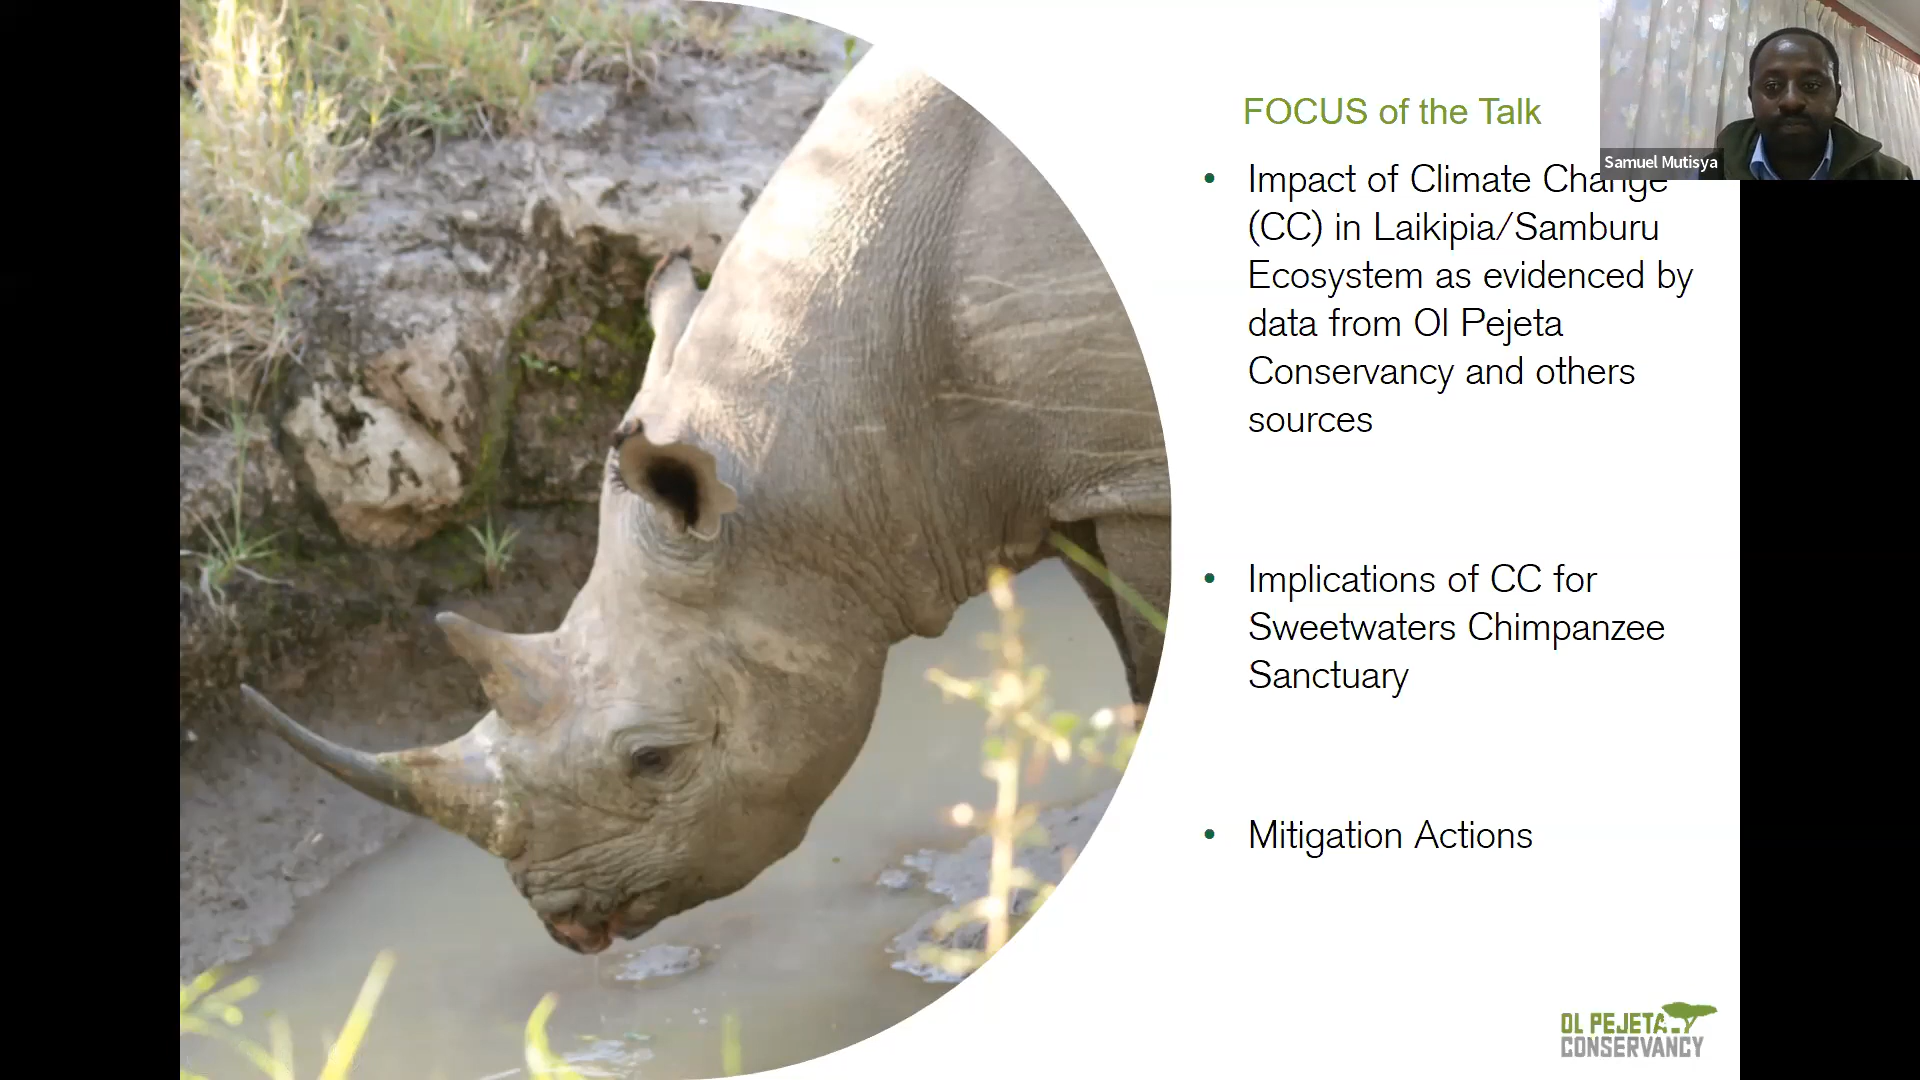 FOCUS of the Talk
Samuel Mutisya
• Impact of Climate Change
(CC) in Laikipia/Samburu
Ecosystem as evidenced by
data from Ol Pejeta
Conservancy and others
sources
• Implications of CC for
Sweetwaters Chimpanzee
Sanctuary
• Mitigation Actions
OL PEJETA
CONSERVANCY